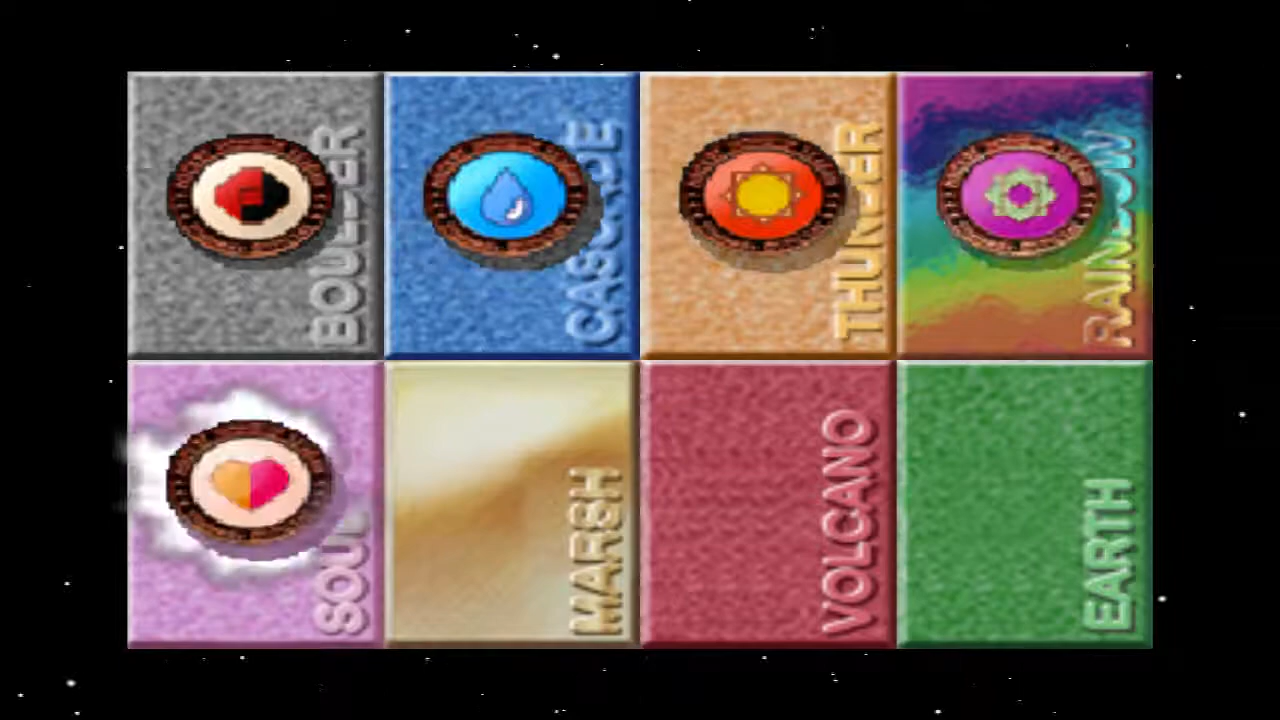 BOULDER
CASCADE
THUNDER
RAINBOW
SOUL
MARSH
VOLCANO
EARTH